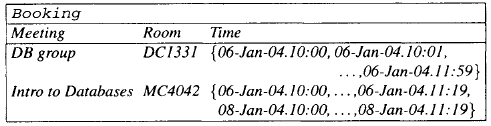 Booking
Meeting Room Time
DB group DC1331 {06-Jan-04.10:00, 06-Jan-04.10:01,
...,06-Jan-04.11:59}
Intro to Databases MC4042 {06-Jan-04.10:00, ...,06-Jan-04.11:19,
08-Jan-04.10:00, ...,08-Jan-04.11:19}